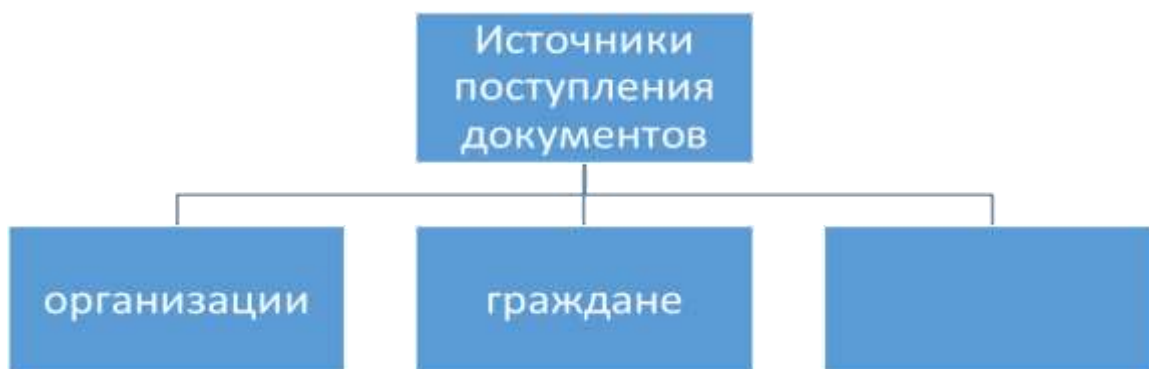 Источники
поступления
документов
организации
граждане